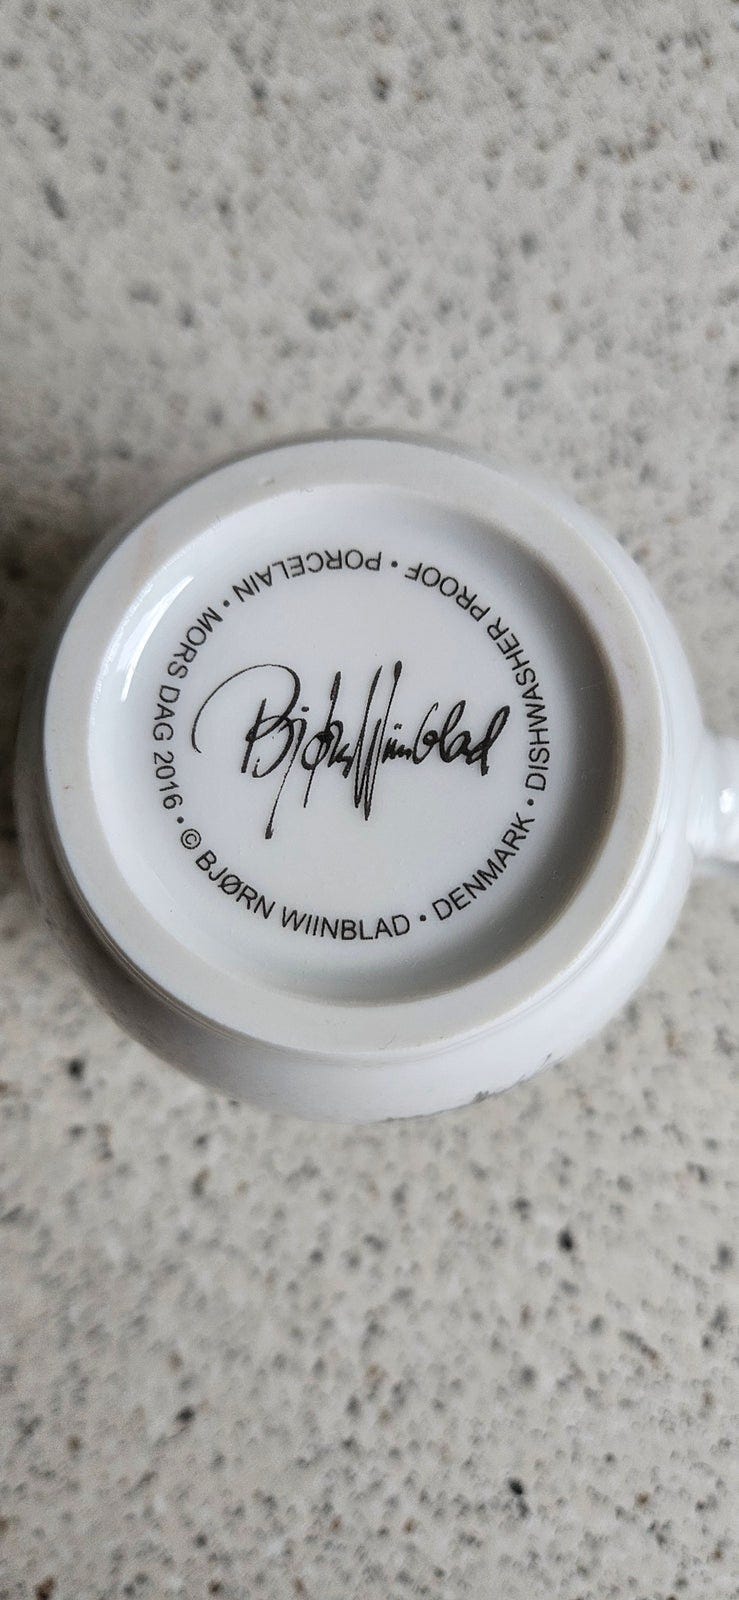 Bjørn Wiinblad
© BJØRN WIINBLAD • DENMARK • DISHWASHER PROOF • PORCELAIN • MORS DAG 2016 •